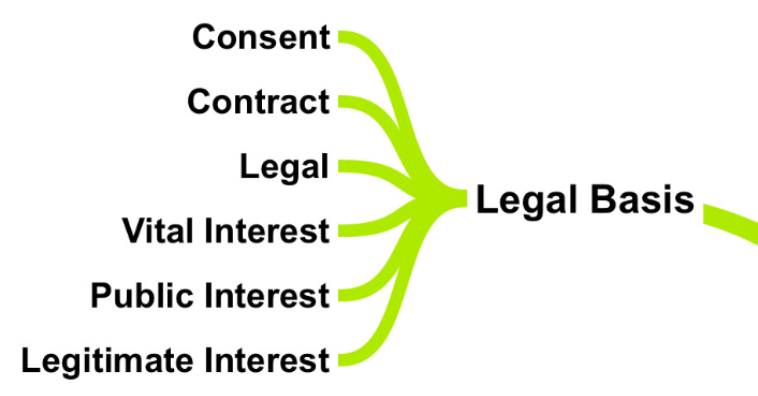 Consent
Contract
Legal
Vital Interest
Public Interest
Legitimate Interest
Legal Basis